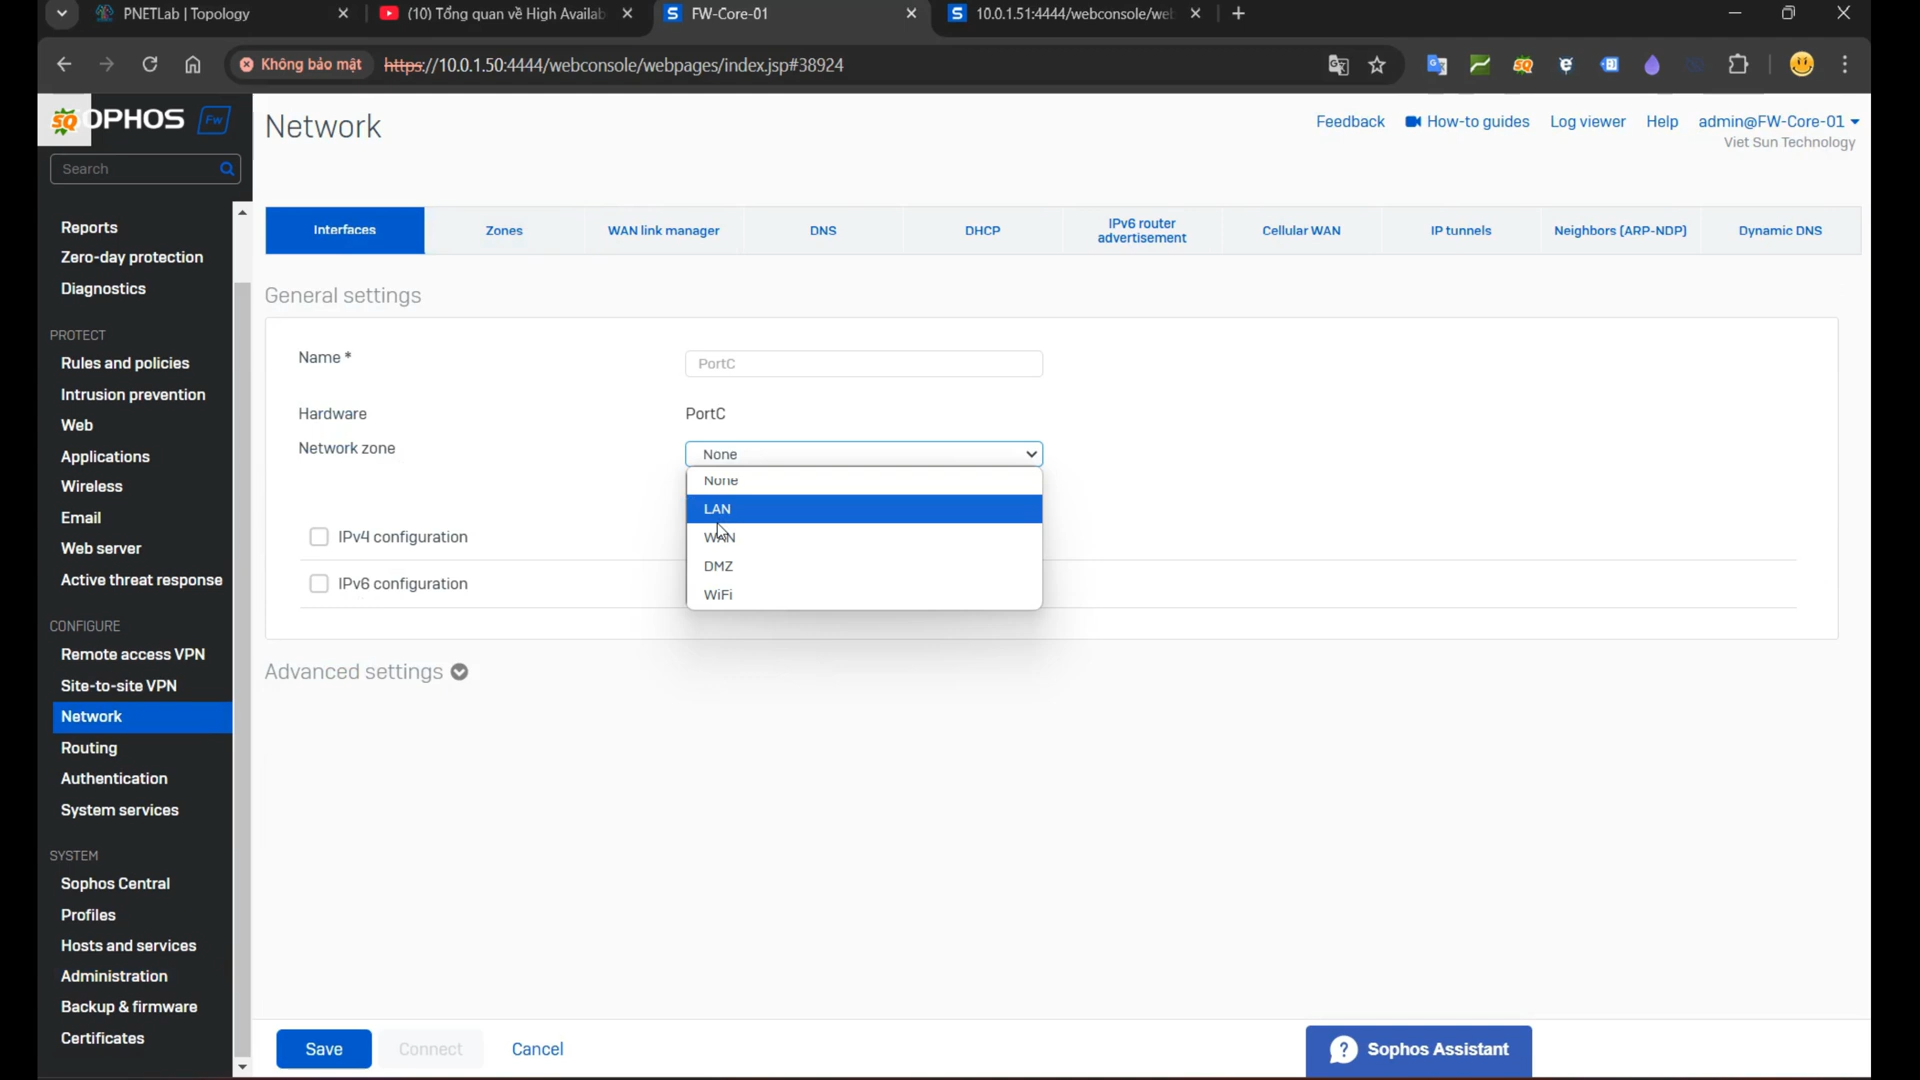 PNETLab | Topology
(10) Tổng quan về High Availab
FW-Core-01
10.0.1.51:4444/webconsole/we
Không bảo mật
https://10.0.1.50:4444/webconsole/webpages/index.jsp#38924
SQ
OPHOS
Fw
Network
Feedback
How-to guides
Log viewer
Help
admin@FW-Core-01
Viet Sun Technology
Search
Reports
Zero-day protection
Diagnostics
PROTECT
Rules and policies
Intrusion prevention
Web
Applications
Wireless
Email
Web server
Active threat response
CONFIGURE
Remote access VPN
Site-to-site VPN
Network
Routing
Authentication
System services
SYSTEM
Sophos Central
Profiles
Hosts and services
Administration
Backup & firmware
Certificates
Interfaces
Zones
WAN link manager
DNS
DHCP
IPv6 router
advertisement
Cellular WAN
IP tunnels
Neighbors (ARP-NDP)
Dynamic DNS
General settings
Name *
PortC
Hardware
PortC
Network zone
None
None
LAN
WAN
DMZ
WiFi
IPv4 configuration
IPv6 configuration
Advanced settings
Save
Connect
Cancel
? Sophos Assistant